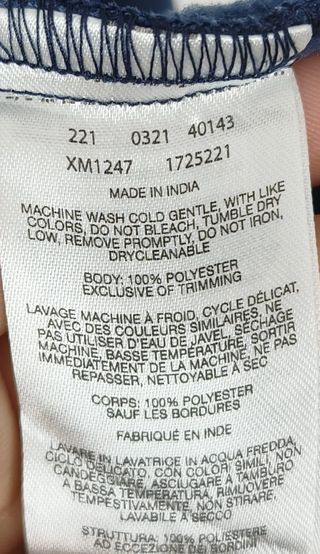 221 0321 40143
XM1247 1725221
MADE IN INDIA
MACHINE WASH COLD GENTLE, WITH LIKE
COLORS, DO NOT BLEACH, TUMBLE DRY
LOW, REMOVE PROMPTLY, DO NOT IRON,
DRYCLEANABLE
BODY: 100% POLYESTER
EXCLUSIVE OF TRIMMING
LAVAGE MACHINE À FROID, CYCLE DÉLICAT,
AVEC DES COULEURS SIMILAIRES, NE
PAS UTILISER D'EAU DE JAVEL, SÉCHAGE
MACHINE, BASSE TEMPÉRATURE, SORTIR
IMMÉDIATEMENT DE LA MACHINE, NE PAS
REPASSER, NETTOYABLE À SEC
CORPS: 100% POLYESTER
SAUF LES BORDURES
FABRIQUÉ EN INDE
LAVARE IN LAVATRICE IN ACQUA FREDDA,
CICLO DELICATO, CON COLORI SIMILI, NON
CANDEGGIARE, ASCIUGARE A TAMBURO
A BASSA TEMPERATURA, RIMUOVERE
TEMPESTIVAMENTE, NON STIRARE,
LAVABILE A SECCO
STRUTTURA: 100% POLIESTERE
AD ECCEZIONE DEI BORDINI